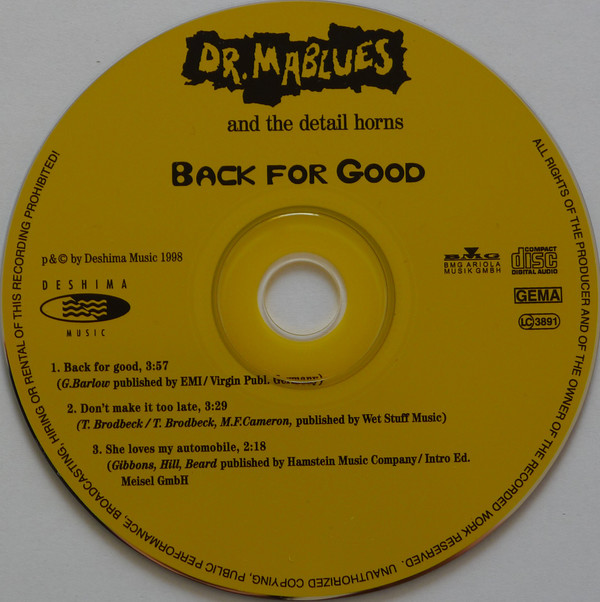 DR. MABLUES
and the detail horns
BACK FOR GOOD
p & © by Deshima Music 1998
DESHIMA
MUSIC
BMG
BMG ARIOLA
MUSIK GMBH
COMPACT
disc
DIGITAL AUDIO
GEMA
LC 3891
1. Back for good, 3:57
(G.Barlow published by EMI / Virgin Publ. Germany)
2. Don't make it too late, 3:29
(T. Brodbeck / T. Brodbeck, M.F.Cameron, published by Wet Stuff Music)
3. She loves my automobile, 2:18
(Gibbons, Hill, Beard published by Hamstein Music Company / Intro Ed.
Meisel GmbH
ALL RIGHTS OF THE PRODUCER AND OF THE OWNER OF THE RECORDED WORK RESERVED. UNAUTHORIZED COPYING, PUBLIC PERFORMANCE, BROADCASTING, HIRING OR RENTAL OF THIS RECORDING PROHIBITED!